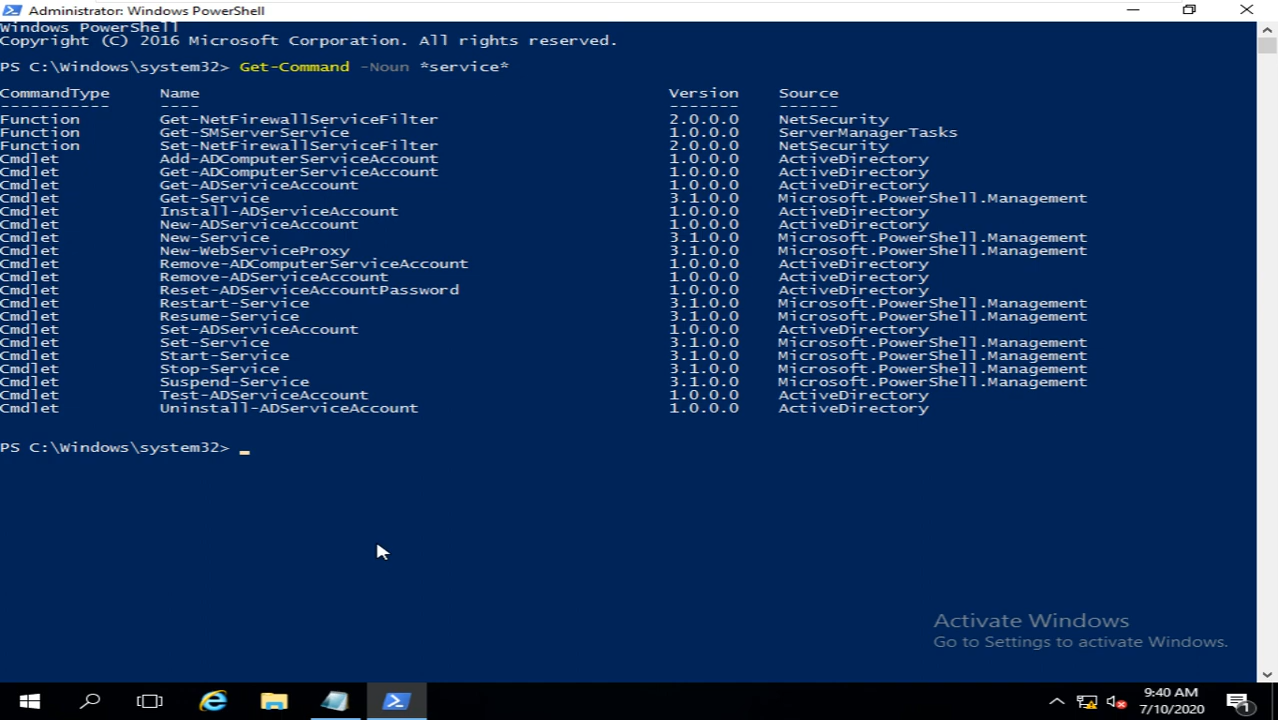 Administrator: Windows PowerShell
Windows PowerShell
Copyright (C) 2016 Microsoft Corporation. All rights reserved.
PS C:\Windows\system32> Get-Command -Noun *service*
CommandType Name Version Source
----------- ---- ------- ------
Function Get-NetFirewallServiceFilter 2.0.0.0 NetSecurity
Function Get-SMServerService 1.0.0.0 ServerManagerTasks
Function Set-NetFirewallServiceFilter 2.0.0.0 NetSecurity
Cmdlet Add-ADComputerServiceAccount 1.0.0.0 ActiveDirectory
Cmdlet Get-ADComputerServiceAccount 1.0.0.0 ActiveDirectory
Cmdlet Get-ADServiceAccount 1.0.0.0 ActiveDirectory
Cmdlet Get-Service 3.1.0.0 Microsoft.PowerShell.Management
Cmdlet Install-ADServiceAccount 1.0.0.0 ActiveDirectory
Cmdlet New-ADServiceAccount 1.0.0.0 ActiveDirectory
Cmdlet New-Service 3.1.0.0 Microsoft.PowerShell.Management
Cmdlet New-WebServiceProxy 3.1.0.0 Microsoft.PowerShell.Management
Cmdlet Remove-ADComputerServiceAccount 1.0.0.0 ActiveDirectory
Cmdlet Remove-ADServiceAccount 1.0.0.0 ActiveDirectory
Cmdlet Reset-ADServiceAccountPassword 1.0.0.0 ActiveDirectory
Cmdlet Restart-Service 3.1.0.0 Microsoft.PowerShell.Management
Cmdlet Resume-Service 3.1.0.0 Microsoft.PowerShell.Management
Cmdlet Set-ADServiceAccount 1.0.0.0 ActiveDirectory
Cmdlet Set-Service 3.1.0.0 Microsoft.PowerShell.Management
Cmdlet Start-Service 3.1.0.0 Microsoft.PowerShell.Management
Cmdlet Stop-Service 3.1.0.0 Microsoft.PowerShell.Management
Cmdlet Suspend-Service 3.1.0.0 Microsoft.PowerShell.Management
Cmdlet Test-ADServiceAccount 1.0.0.0 ActiveDirectory
Cmdlet Uninstall-ADServiceAccount 1.0.0.0 ActiveDirectory
PS C:\Windows\system32> _
Activate Windows
Go to Settings to activate Windows.
9:40 AM
7/10/2020
1